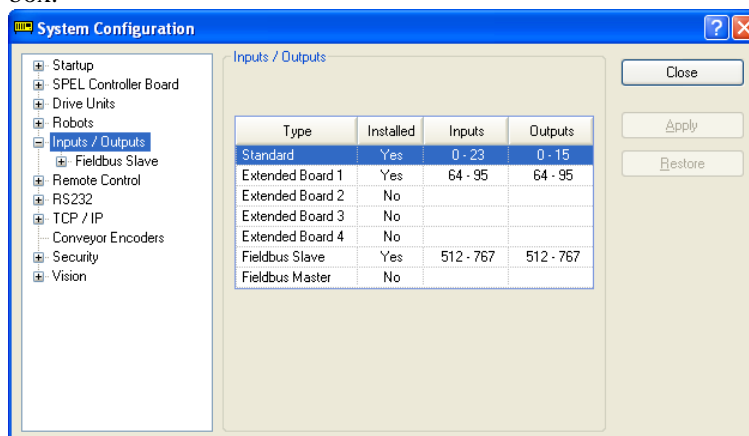 System Configuration
Startup
SPEL Controller Board
Drive Units
Robots
Inputs / Outputs
Fieldbus Slave
Remote Control
RS232
TCP / IP
Conveyor Encoders
Security
Vision
Inputs / Outputs
Type Installed Inputs Outputs
Standard Yes 0 - 23 0 - 15
Extended Board 1 Yes 64 - 95 64 - 95
Extended Board 2 No
Extended Board 3 No
Extended Board 4 No
Fieldbus Slave Yes 512 - 767 512 - 767
Fieldbus Master No
Close
Apply
Restore